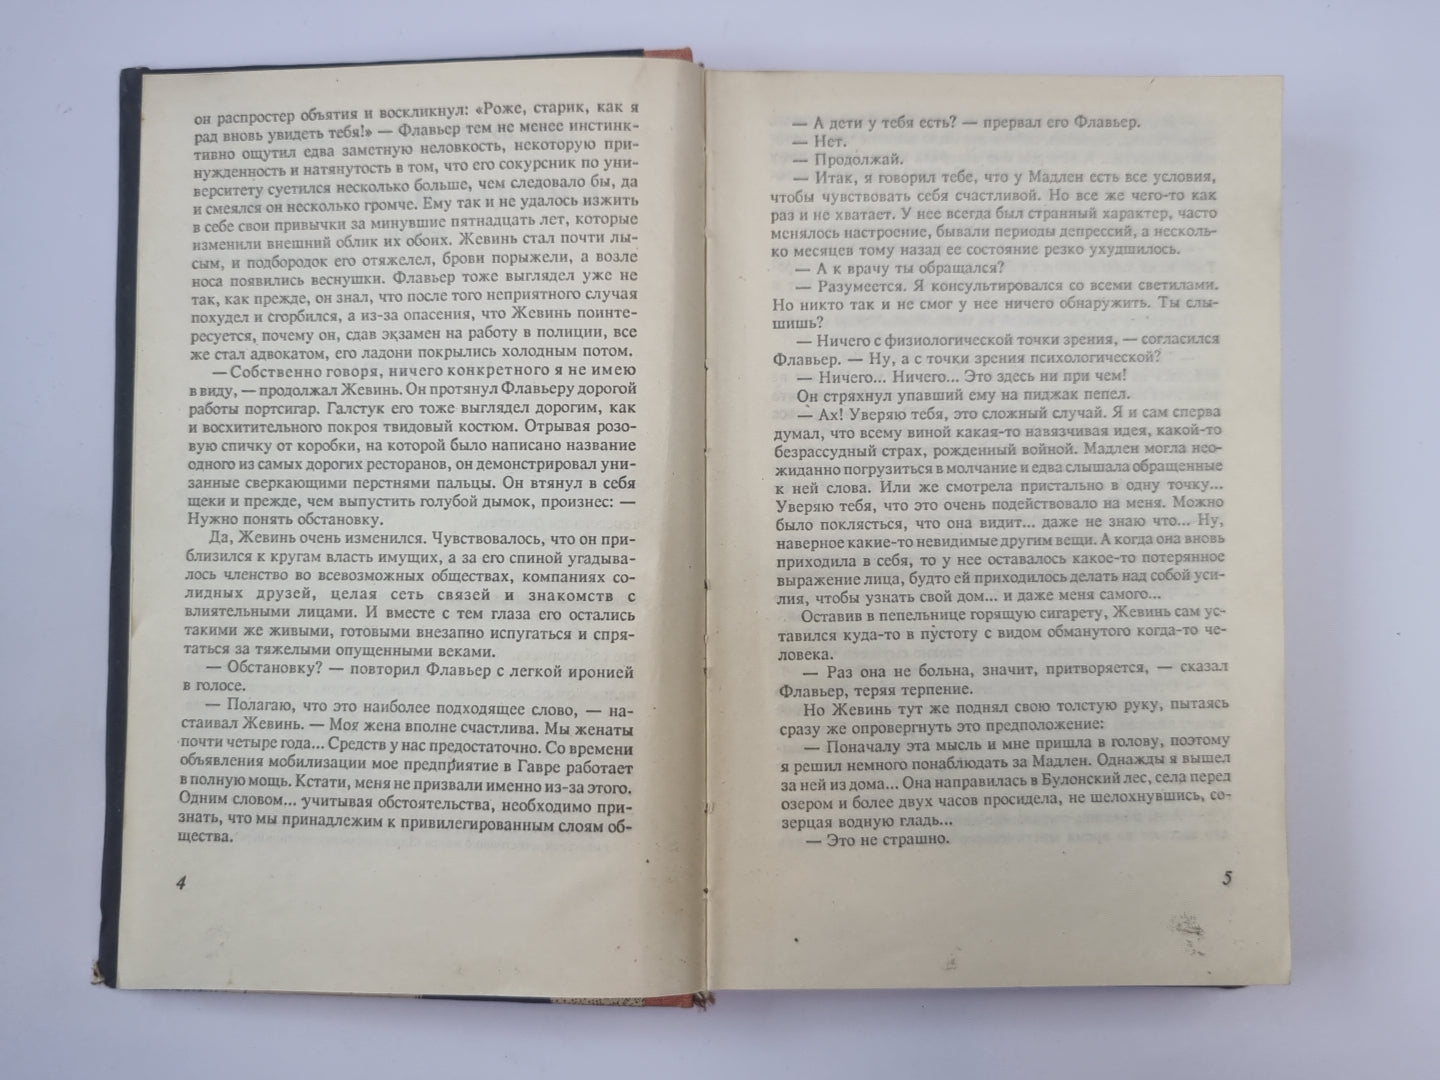 он распростер объятия и воскликнул: «Роже, старик, как я
рад вновь увидеть тебя!» — Флавьер тем не менее инстинк-
тивно ощутил едва заметную неловкость, некоторую при-
нужденность и натянутость в том, что его сокурсник по уни-
верситету суетился несколько больше, чем следовало бы, да
и смеялся он несколько громче. Ему так и не удалось изжить
в себе свои привычки за минувшие пятнадцать лет, которые
изменили внешний облик их обоих. Жевинь стал почти лы-
сым, и подбородок его отяжелел, брови порыжели, а возле
носа появились веснушки. Флавьер тоже выглядел уже не
так, как прежде, он знал, что после того неприятного случая
похудел и сгорбился, а из-за опасения, что Жевинь поинте-
ресуется, почему он, сдав экзамен на работу в полиции, все
же стал адвокатом, его ладони покрылись холодным потом.
— Собственно говоря, ничего конкретного я не имею
в виду, — продолжал Жевинь. Он протянул Флавьеру дорогой
работы портсигар. Галстук его тоже выглядел дорогим, как
и восхитительного покроя твидовый костюм. Отрывая розо-
вую спичку от коробки, на которой было написано название
одного из самых дорогих ресторанов, он демонстрировал уни-
занные сверкающими перстнями пальцы. Он втянул в себя
щеки и прежде, чем выпустить голубой дымок, произнес: —
Нужно понять обстановку.
Да, Жевинь очень изменился. Чувствовалось, что он при-
близился к кругам власть имущих, а за его спиной угадыва-
лось членство во всевозможных обществах, компаниях со-
лидных друзей, целая сеть связей и знакомств с
влиятельными лицами. И вместе с тем глаза его остались
такими же живыми, готовыми внезапно испугаться и спря-
таться за тяжелыми опущенными веками.
— Обстановку? — повторил Флавьер с легкой иронией
в голосе.
— Полагаю, что это наиболее подходящее слово, — на-
стаивал Жевинь. — Моя жена вполне счастлива. Мы женаты
почти четыре года... Средств у нас предостаточно. Со времени
объявления мобилизации мое предприятие в Гавре работает
в полную мощь. Кстати, меня не призвали именно из-за этого.
Одним словом... учитывая обстоятельства, необходимо при-
знать, что мы принадлежим к привилегированным слоям об-
щества.
4
— А дети у тебя есть? — прервал его Флавьер.
— Нет.
— Продолжай.
— Итак, я говорил тебе, что у Мадлен есть все условия,
чтобы чувствовать себя счастливой. Но все же чего-то как
раз и не хватает. У нее всегда был странный характер, часто
менялось настроение, бывали периоды депрессий, а несколь-
ко месяцев тому назад ее состояние резко ухудшилось.
— А к врачу ты обращался?
— Разумеется. Я консультировался со всеми светилами.
Но никто так и не смог у нее ничего обнаружить. Ты слы-
шишь?
— Ничего с физиологической точки зрения, — согласился
Флавьер. — Ну, а с точки зрения психологической?
— Ничего... Ничего... Это здесь ни при чем!
Он стряхнул упавший ему на пиджак пепел.
— Ах! Уверяю тебя, это сложный случай. Я и сам сперва
думал, что всему виной какая-то навязчивая идея, какой-то
безрассудный страх, рожденный войной. Мадлен могла нео-
жиданно погрузиться в молчание и едва слышала обращенные
к ней слова. Или же смотрела пристально в одну точку...
Уверяю тебя, что это очень подействовало на меня. Можно
было поклясться, что она видит... даже не знаю что... Ну,
наверное какие-то невидимые другим вещи. А когда она вновь
приходила в себя, то у нее оставалось какое-то потерянное
выражение лица, будто ей приходилось делать над собой уси-
лия, чтобы узнать свой дом... и даже меня самого...
Оставив в пепельнице горящую сигарету, Жевинь сам ус-
тавился куда-то в пустоту с видом обманутого когда-то че-
ловека.
— Раз она не больна, значит, притворяется, — сказал
Флавьер, теряя терпение.
Но Жевинь тут же поднял свою толстую руку, пытаясь
сразу же опровергнуть это предположение:
— Поначалу эта мысль и мне пришла в голову, поэтому
я решил немного понаблюдать за Мадлен. Однажды я вышел
за ней из дома... Она направилась в Булонский лес, села перед
озером и более двух часов просидела, не шелохнувшись, со-
зерцая водную гладь...
— Это не страшно.
5